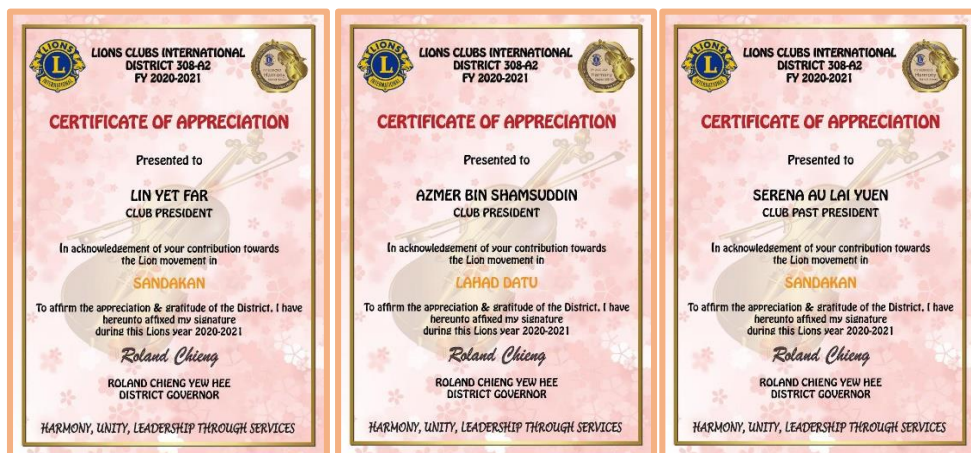 LIONS CLUBS INTERNATIONAL
DISTRICT 308-A2
FY 2020-2021
CERTIFICATE OF APPRECIATION
Presented to
LIN YET FAR
CLUB PRESIDENT
In acknowledgement of your contribution towards
the Lion movement in
SANDAKAN
To affirm the appreciation & gratitude of the District, I have
hereunto affixed my signature
during this Lions year 2020-2021
Roland Chieng
ROLAND CHIENG YEW HEE
DISTRICT GOVERNOR
HARMONY, UNITY, LEADERSHIP THROUGH SERVICES
LIONS
L
INTERNATIONAL
Harmony
LIONS CLUBS INTERNATIONAL
DISTRICT 308-A2
FY 2020-2021
CERTIFICATE OF APPRECIATION
Presented to
AZMER BIN SHAMSUDDIN
CLUB PRESIDENT
In acknowledgement of your contribution towards
the Lion movement in
LAHAD DATU
To affirm the appreciation & gratitude of the District, I have
hereunto affixed my signature
during this Lions year 2020-2021
Roland Chieng
ROLAND CHIENG YEW HEE
DISTRICT GOVERNOR
HARMONY, UNITY, LEADERSHIP THROUGH SERVICES
LIONS
L
INTERNATIONAL
Harmony
LIONS CLUBS INTERNATIONAL
DISTRICT 308-A2
FY 2020-2021
CERTIFICATE OF APPRECIATION
Presented to
SERENA AU LAI YUEN
CLUB PAST PRESIDENT
In acknowledgement of your contribution towards
the Lion movement in
SANDAKAN
To affirm the appreciation & gratitude of the District, I have
hereunto affixed my signature
during this Lions year 2020-2021
Roland Chieng
ROLAND CHIENG YEW HEE
DISTRICT GOVERNOR
HARMONY, UNITY, LEADERSHIP THROUGH SERVICES
LIONS
L
INTERNATIONAL
Harmony